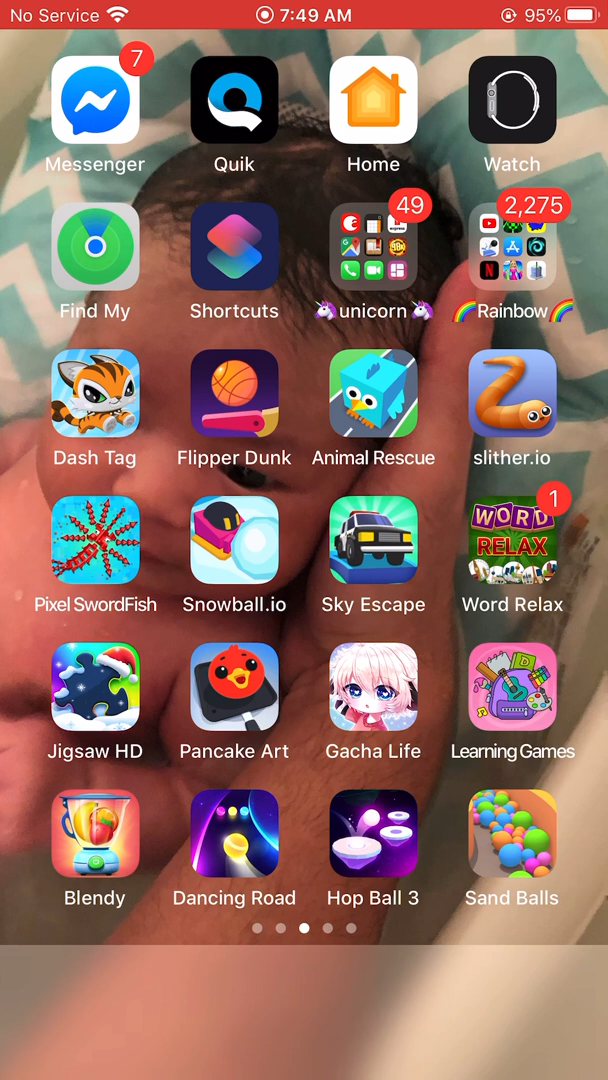 No Service 7:49 AM 95%
7
Messenger Quik Home Watch
49 2,275
Find My Shortcuts 🦄unicorn🦄 🌈Rainbow🌈
Dash Tag Flipper Dunk Animal Rescue slither.io
1
WORD
RELAX
Pixel SwordFish Snowball.io Sky Escape Word Relax
Jigsaw HD Pancake Art Gacha Life Learning Games
Blendy Dancing Road Hop Ball 3 Sand Balls